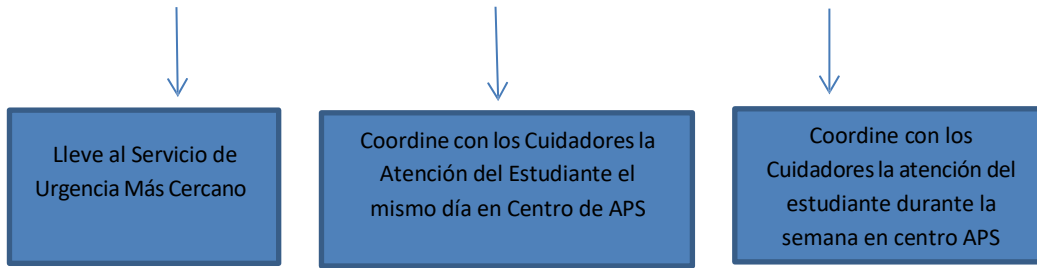 Lleve al Servicio de
Urgencia Más Cercano
Coordine con los Cuidadores la
Atención del Estudiante el
mismo día en Centro de APS
Coordine con los
Cuidadores la atención del
estudiante durante la
semana en centro APS